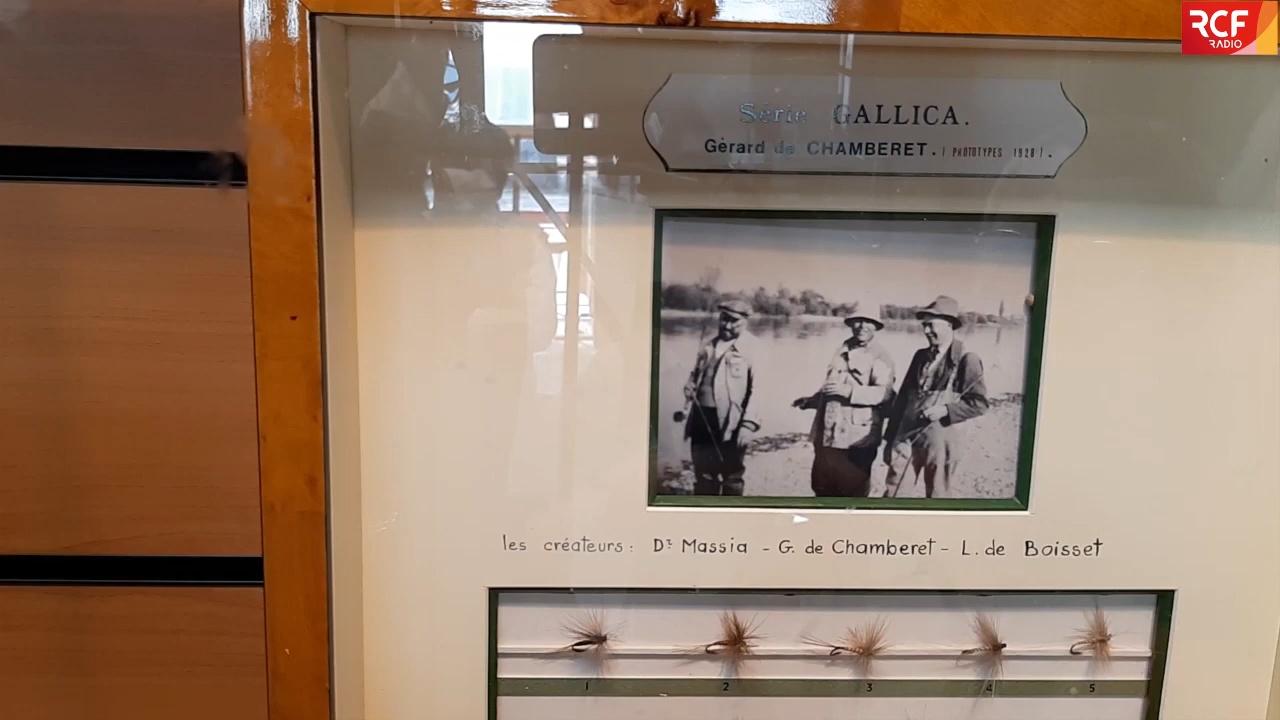 RCF
RADIO
Série GALLICA.
Gérard de CHAMBERET. ( PROTOTYPES 1928 ).
les créateurs: Dr Massia - G. de Chamberet - L. de Boisset
1 2 3 4 5